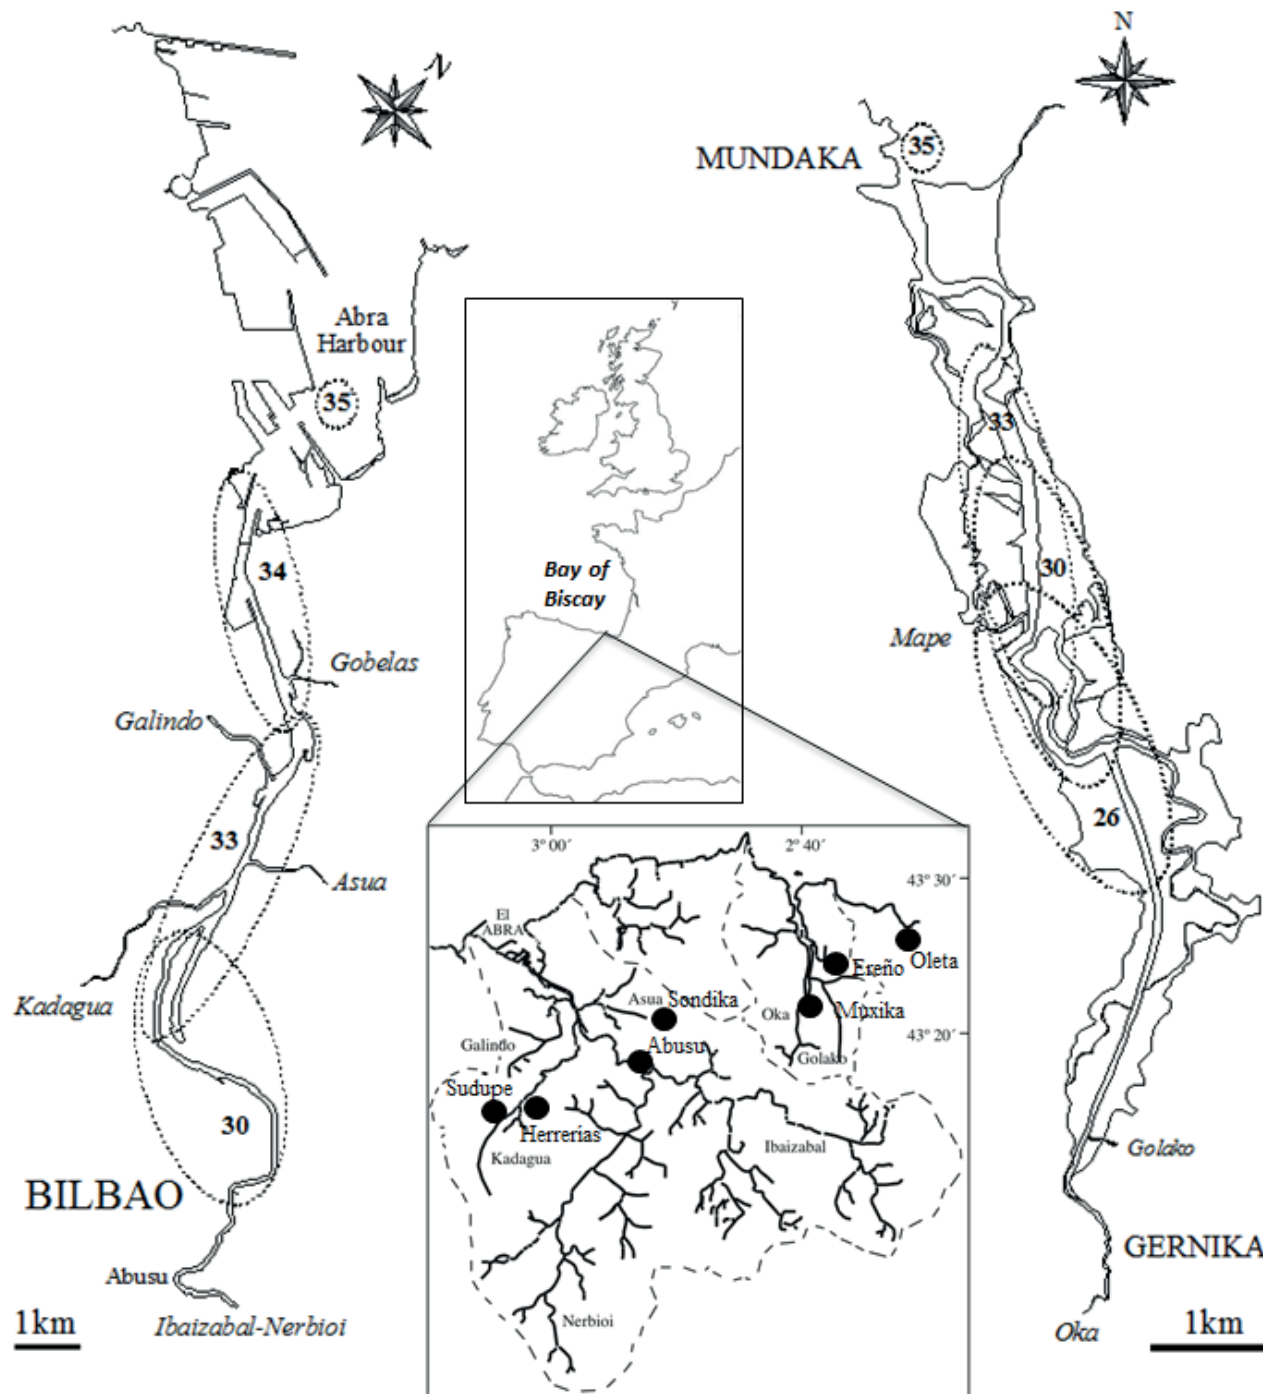 N
Abra
Harbour
35
34
Gobelas
Galindo
33
Asua
Kadagua
30
BILBAO
Abusu
Ibaizabal-Nerbioi
1km
Bay of
Biscay
3° 00´
2° 40´
43° 30´
43° 20´
El
ABRA
Oleta
Ereño
Asua
Sondika
Oka
Muxika
Galindo
Abusu
Golako
Sudupe
Herrerias
Kadagua
Ibaizabal
Nerbioi
N
MUNDAKA
35
33
30
Mape
26
Golako
GERNIKA
Oka
1km